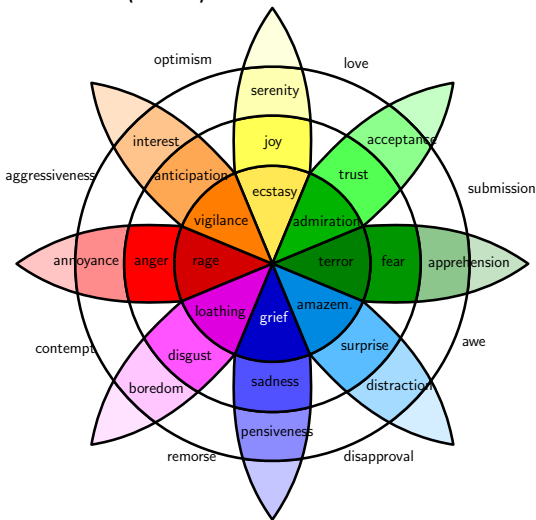 optimism
love
serenity
interest
joy
acceptance
aggressiveness
anticipation
trust
submission
ecstasy
vigilance
admiration
annoyance
anger
rage
terror
fear
apprehension
loathing
grief
amazem.
contempt
disgust
surprise
awe
boredom
sadness
distraction
pensiveness
remorse
disapproval